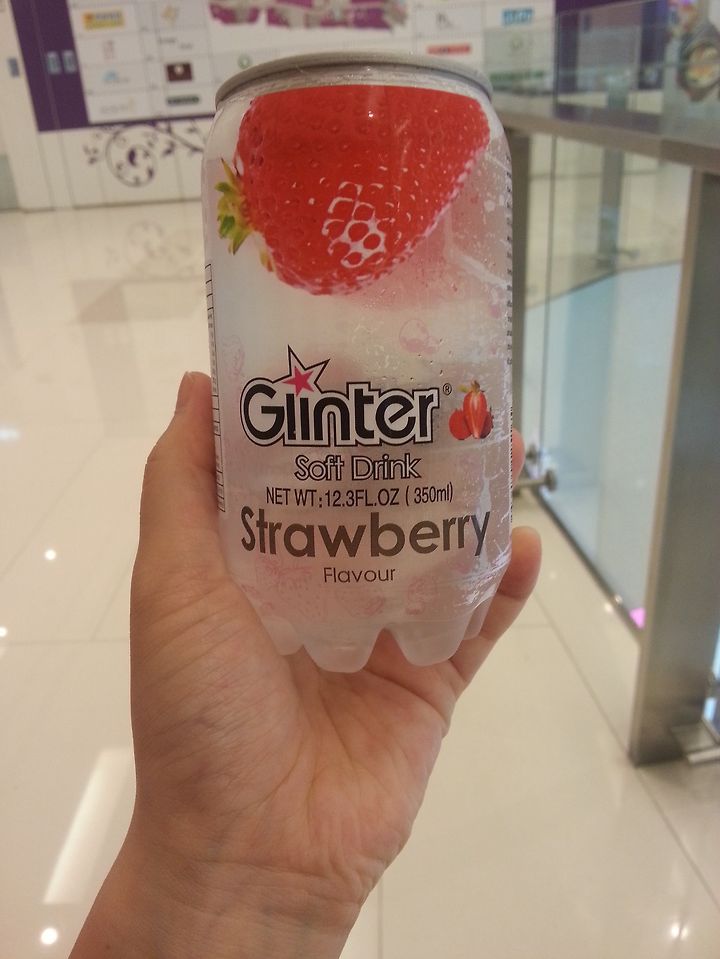 Glinter®
Soft Drink
NET WT:12.3FL.OZ ( 350ml)
Strawberry
Flavour